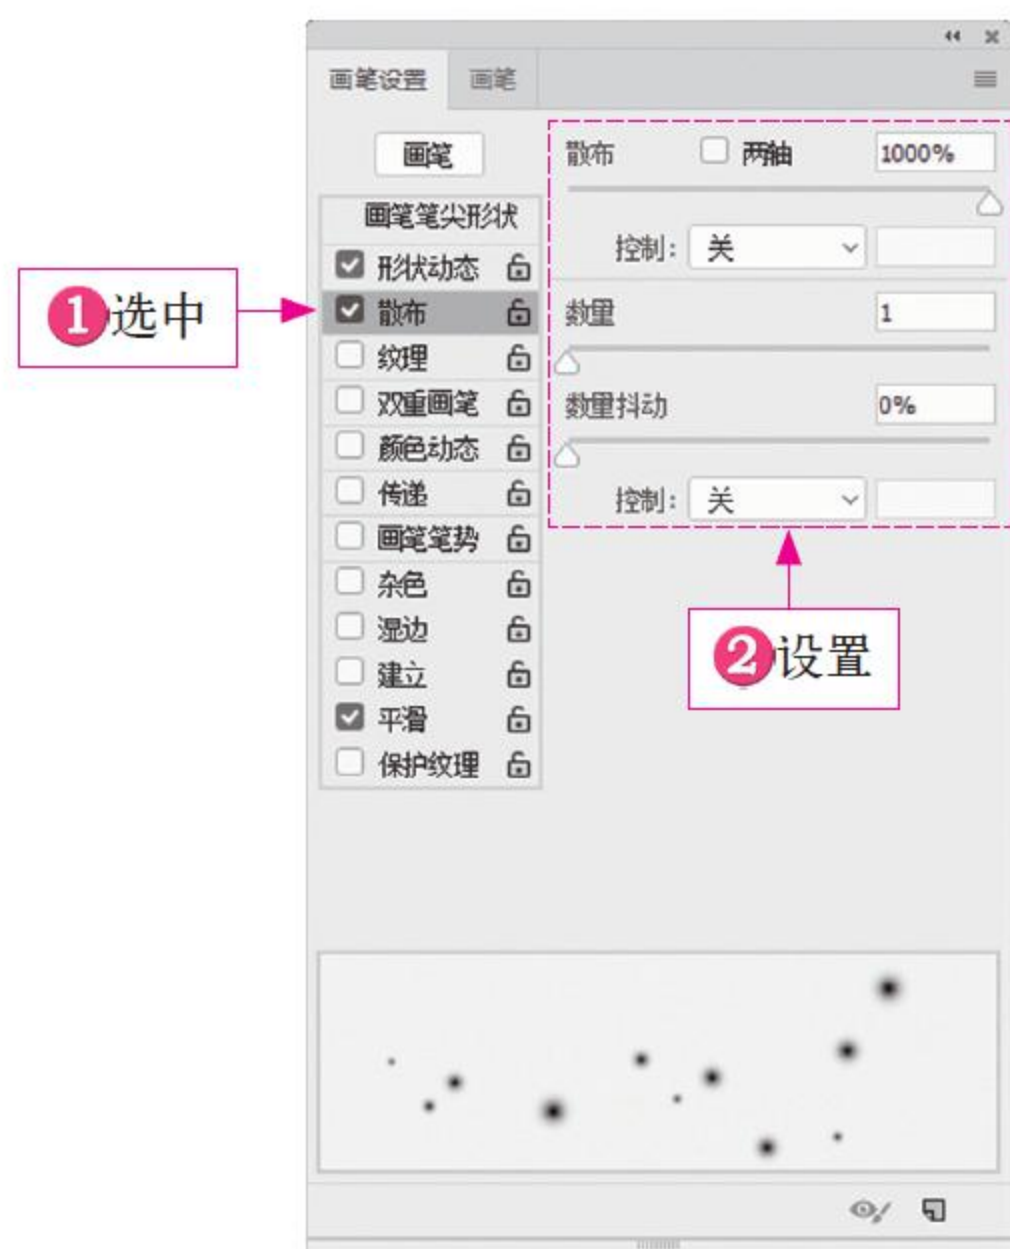 画笔设置 画笔
画笔
画笔笔尖形状
形状动态
散布
纹理
双重画笔
颜色动态
传递
画笔笔势
杂色
湿边
建立
平滑
保护纹理
散布 两轴 1000%
控制: 关
数量 1
数量抖动 0%
控制: 关
1选中
2设置